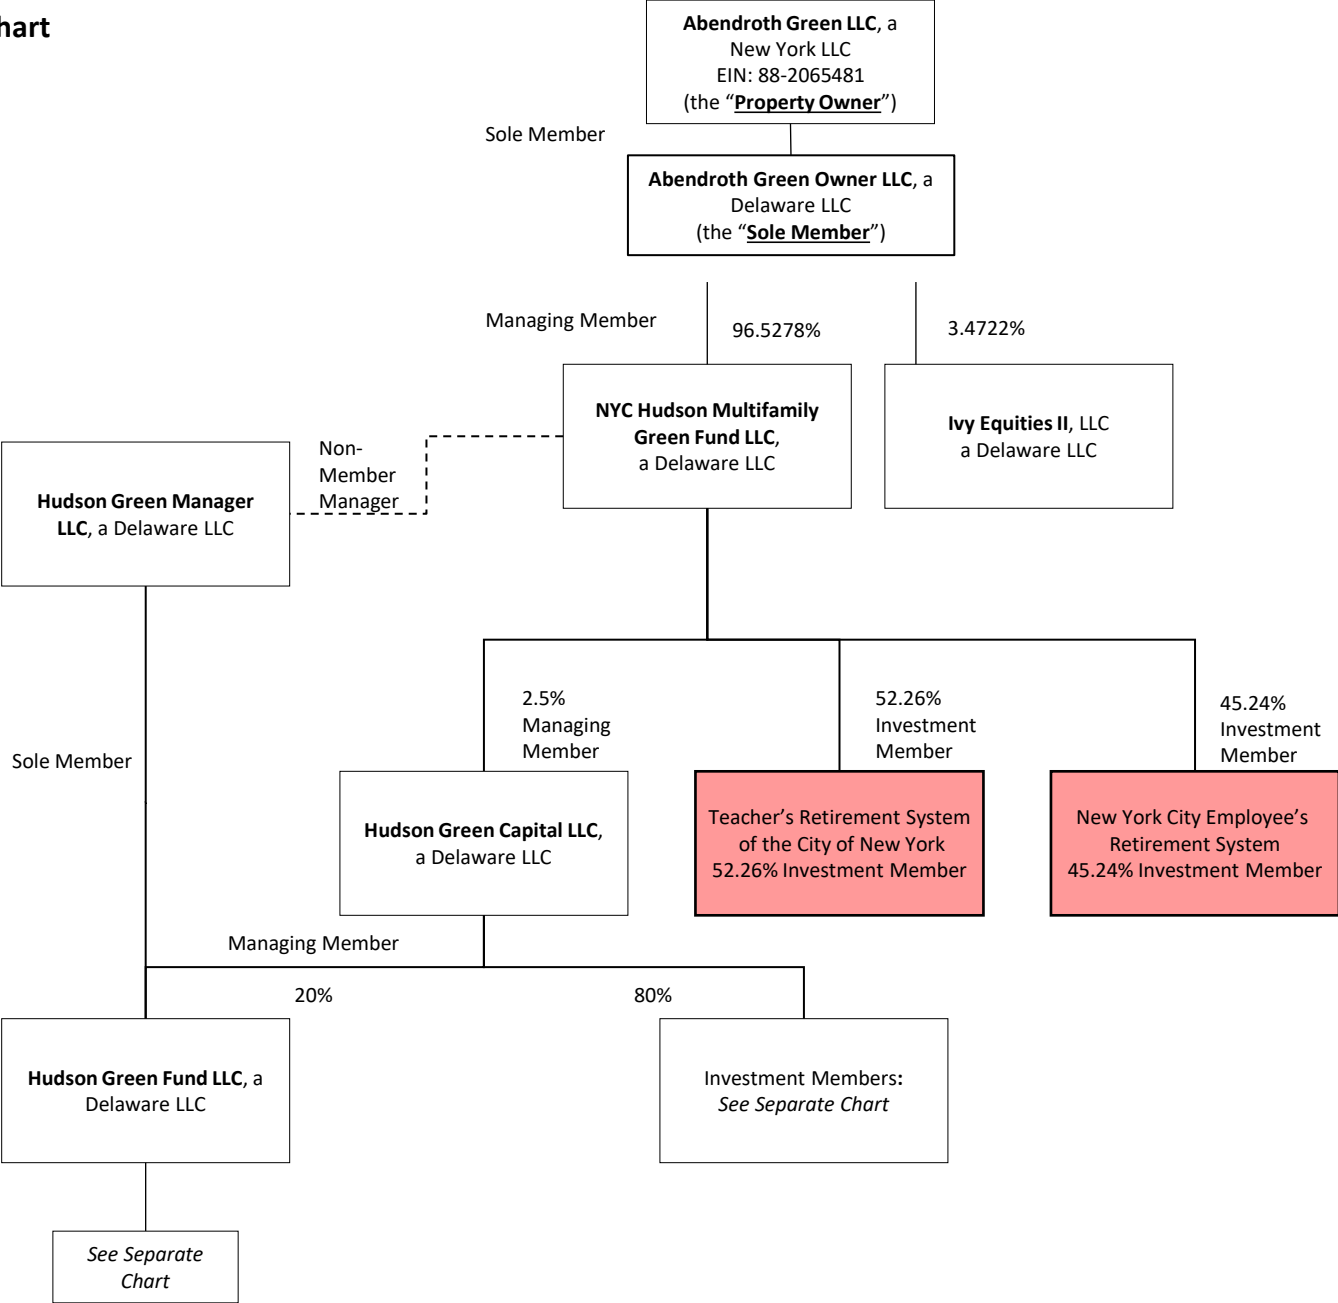 hart
Abendroth Green LLC, a
New York LLC
EIN: 88-2065481
(the “Property Owner”)
Sole Member
Abendroth Green Owner LLC, a
Delaware LLC
(the “Sole Member”)
Managing Member
96.5278%
3.4722%
NYC Hudson Multifamily
Green Fund LLC,
a Delaware LLC
Ivy Equities II, LLC
a Delaware LLC
Non-
Member
Manager
Hudson Green Manager
LLC, a Delaware LLC
2.5%
Managing
Member
52.26%
Investment
Member
45.24%
Investment
Member
Sole Member
Hudson Green Capital LLC,
a Delaware LLC
Teacher’s Retirement System
of the City of New York
52.26% Investment Member
New York City Employee’s
Retirement System
45.24% Investment Member
Managing Member
20%
80%
Hudson Green Fund LLC, a
Delaware LLC
Investment Members:
See Separate Chart
See Separate
Chart